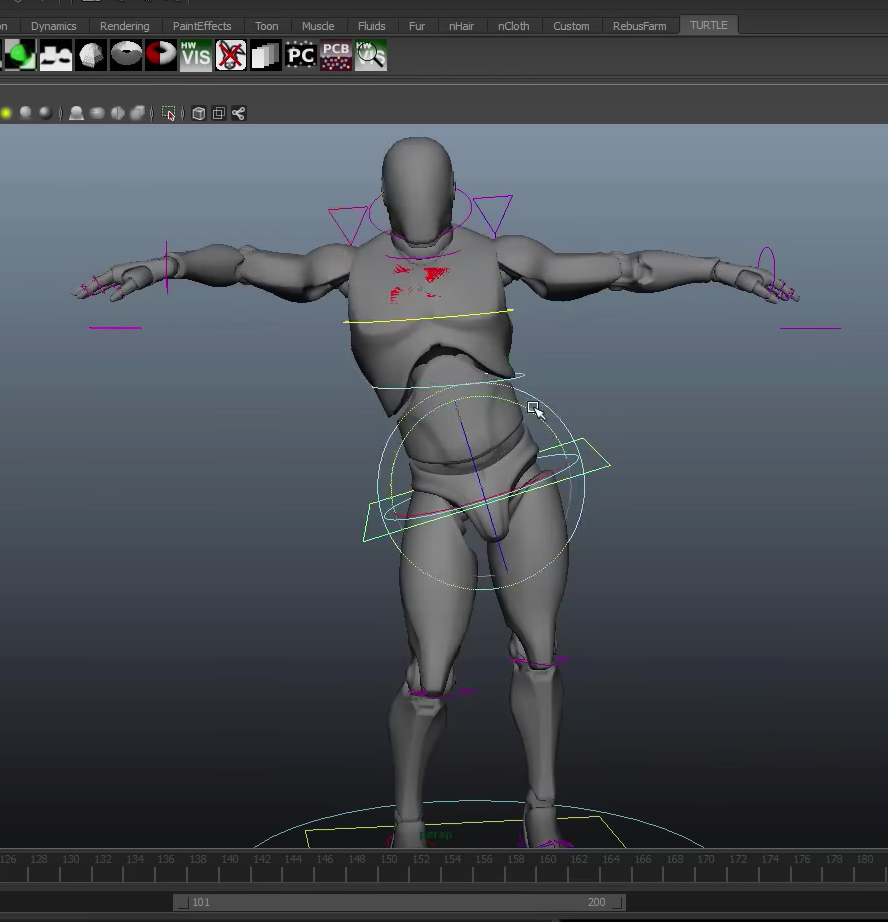 Dynamics Rendering PaintEffects Toon Muscle Fluids Fur nHair nCloth Custom RebusFarm TURTLE
HW VIS PC PCB HW
persp
126 128 130 132 134 136 138 140 142 144 146 148 150 152 154 156 158 160 162 164 166 168 170 172 174 176 178 180
101 200